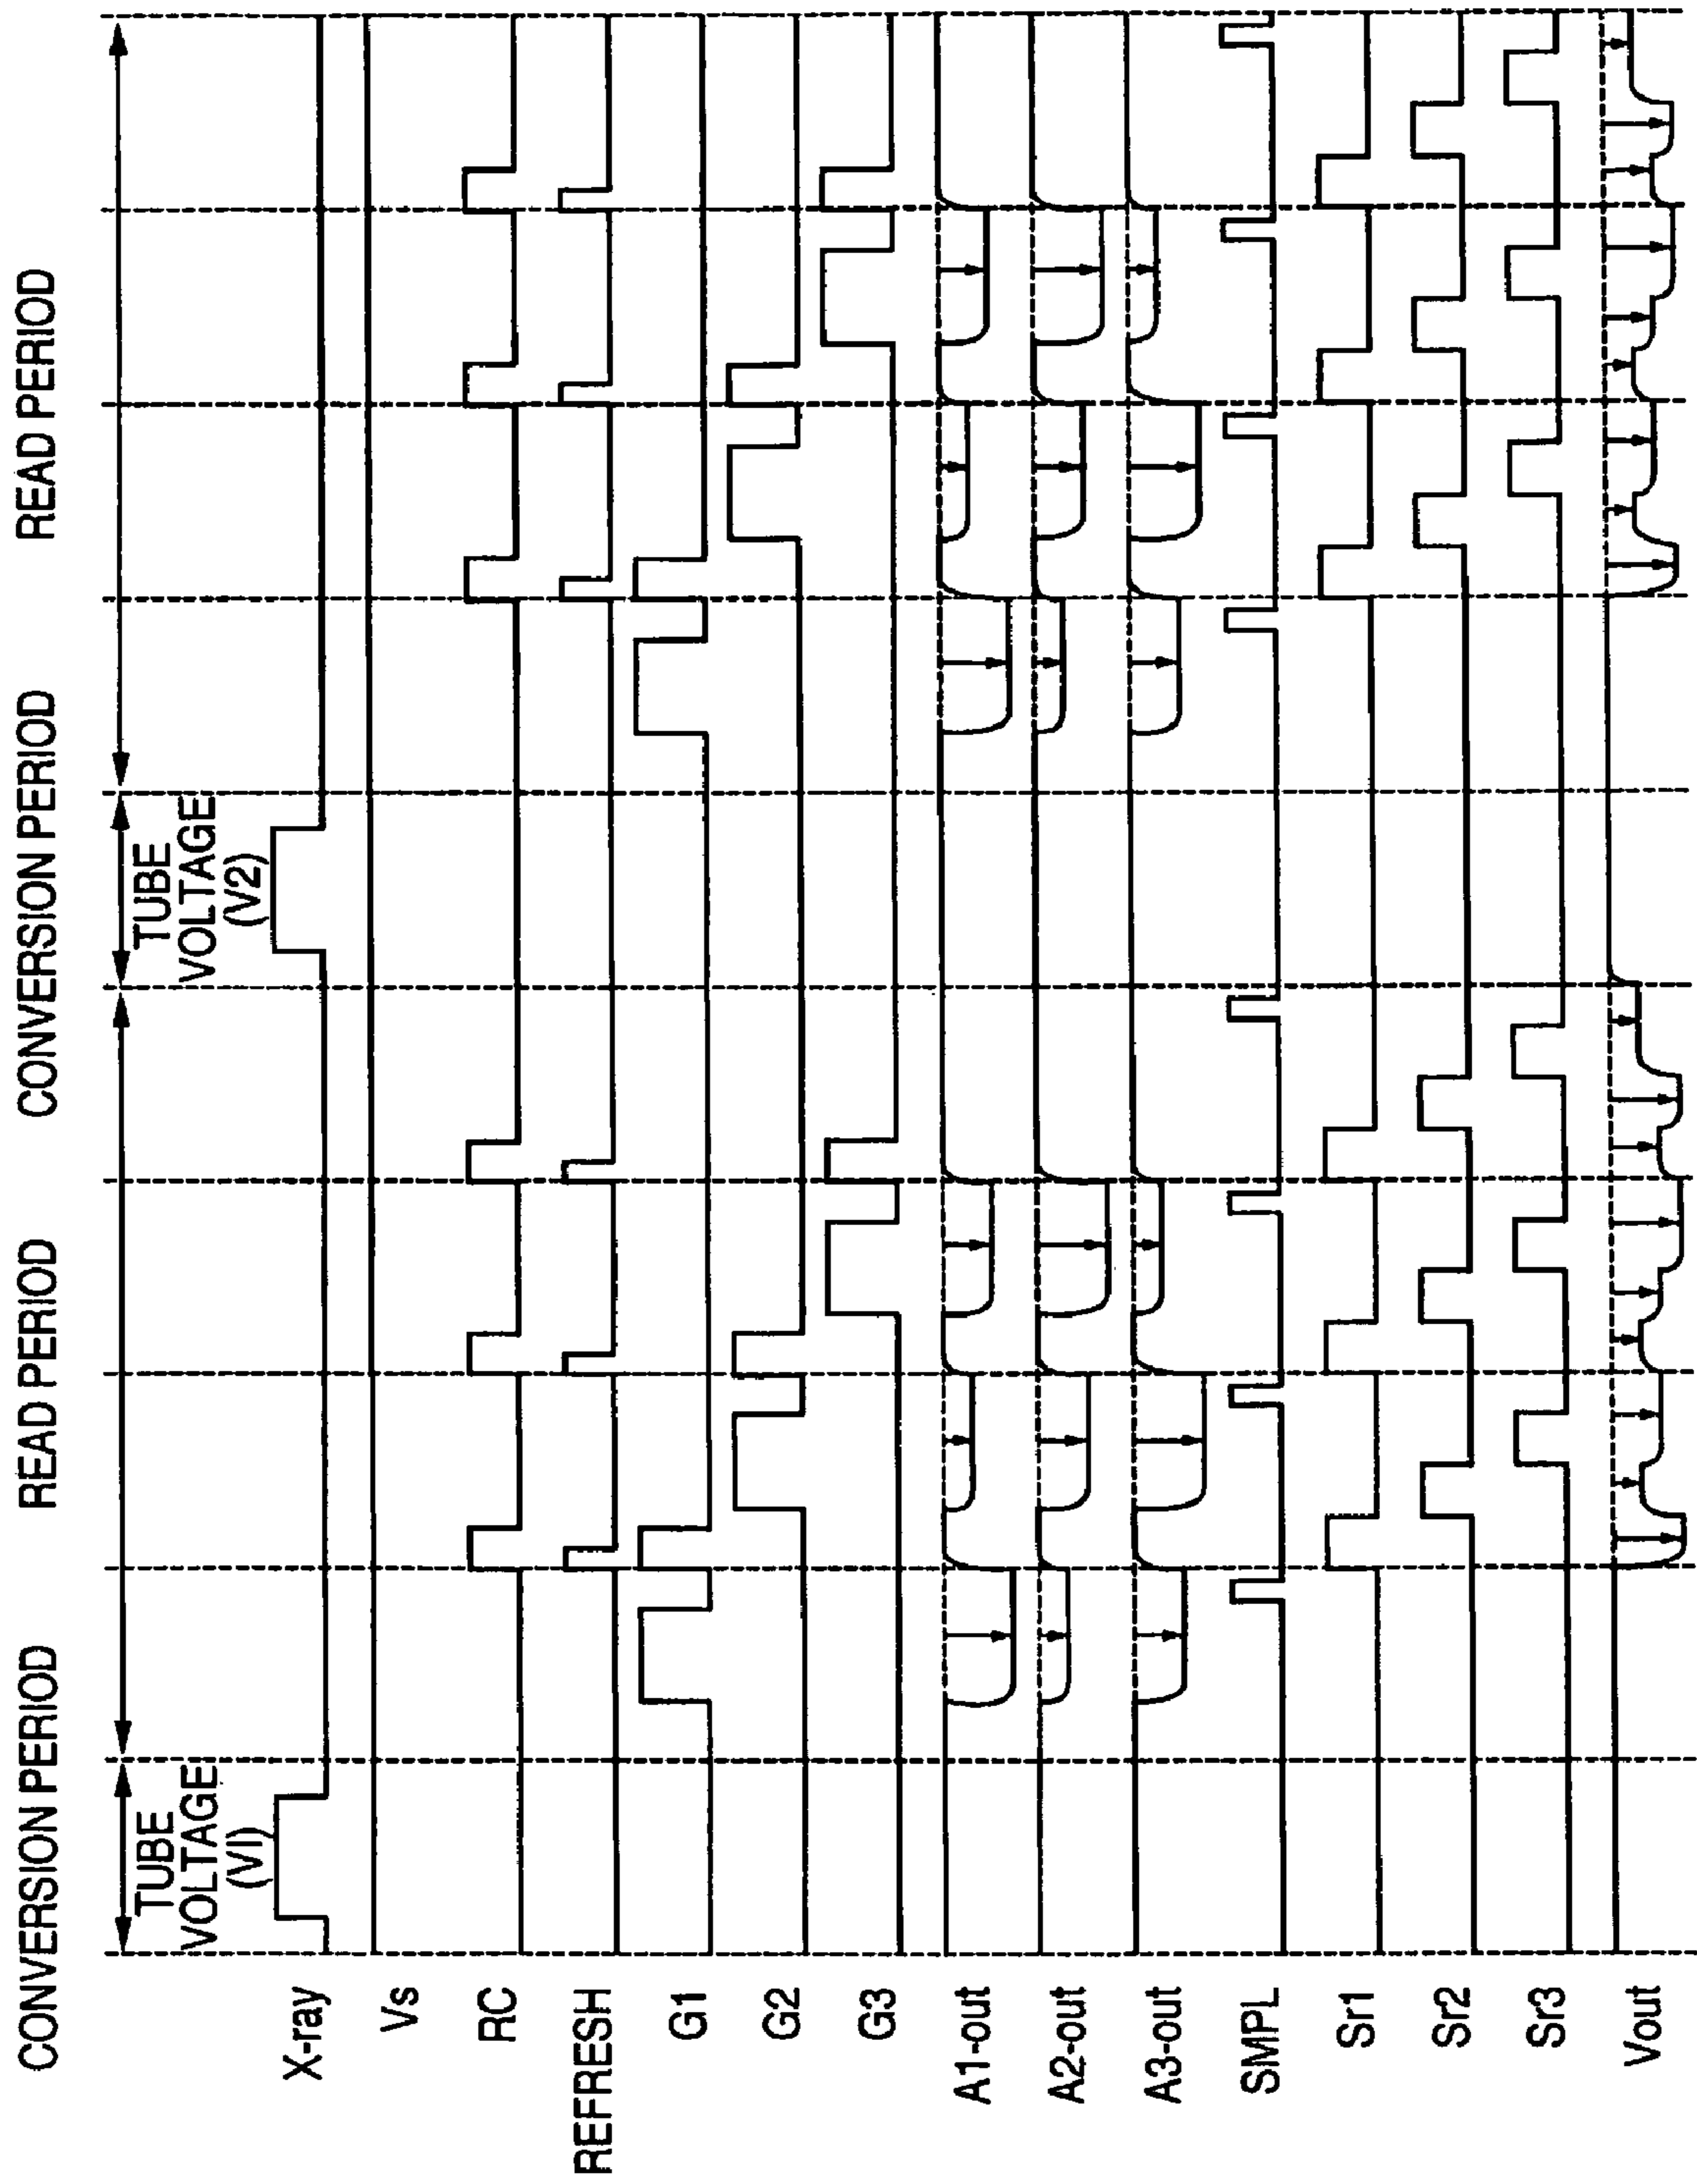 CONVERSION PERIOD
READ PERIOD
CONVERSION PERIOD
READ PERIOD
TUBE
VOLTAGE
(V1)
TUBE
VOLTAGE
(V2)
X-ray
Vs
RC
REFRESH
G1
G2
G3
A1-out
A2-out
A3-out
SMPL
Sr1
Sr2
Sr3
Vout